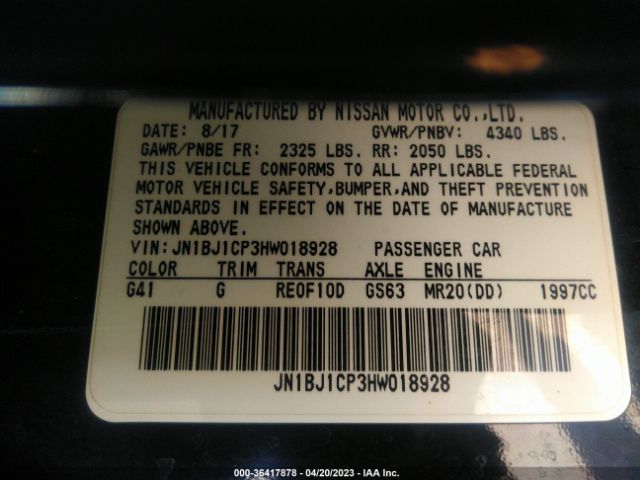 MANUFACTURED BY NISSAN MOTOR CO.,LTD.
DATE: 8/17 GVWR/PNBV: 4340 LBS.
GAWR/PNBE FR: 2325 LBS. RR: 2050 LBS.
THIS VEHICLE CONFORMS TO ALL APPLICABLE FEDERAL
MOTOR VEHICLE SAFETY,BUMPER,AND THEFT PREVENTION
STANDARDS IN EFFECT ON THE DATE OF MANUFACTURE
SHOWN ABOVE.
VIN:JN1BJ1CP3HW018928 PASSENGER CAR
COLOR TRIM TRANS AXLE ENGINE
G41 G RE0F10D GS63 MR20(DD) 1997CC
JN1BJ1CP3HW018928
000-36417878 - 04/20/2023 - IAA Inc.